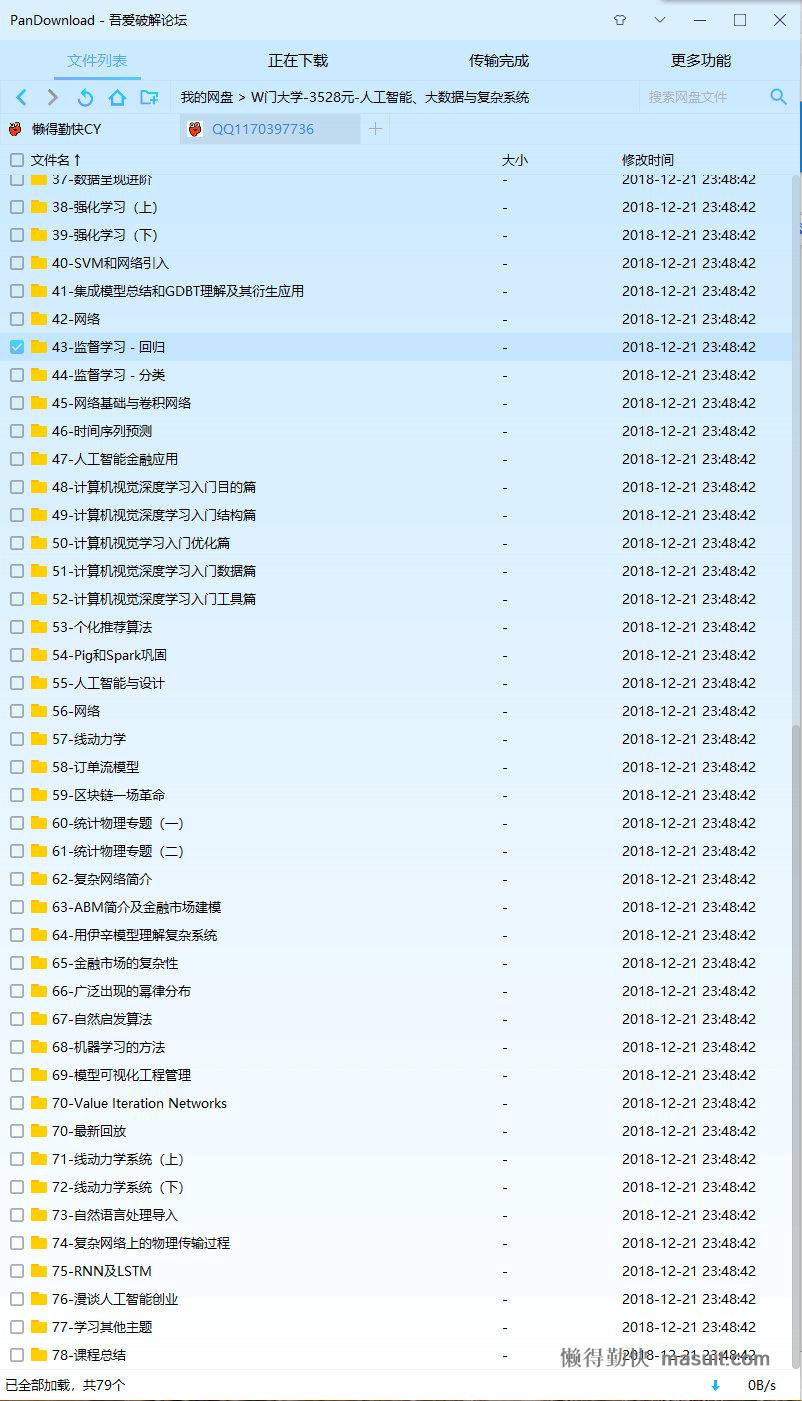 PanDownload - 吾爱破解论坛
文件列表 正在下载 传输完成 更多功能
我的网盘 > W门大学-3528元-人工智能、大数据与复杂系统 搜索网盘文件
懒得勤快CY QQ1170397736
文件名↑ 大小 修改时间
37-数据呈现进阶 - 2018-12-21 23:48:42
38-强化学习（上） - 2018-12-21 23:48:42
39-强化学习（下） - 2018-12-21 23:48:42
40-SVM和网络引入 - 2018-12-21 23:48:42
41-集成模型总结和GDBT理解及其衍生应用 - 2018-12-21 23:48:42
42-网络 - 2018-12-21 23:48:42
43-监督学习 - 回归 - 2018-12-21 23:48:42
44-监督学习 - 分类 - 2018-12-21 23:48:42
45-网络基础与卷积网络 - 2018-12-21 23:48:42
46-时间序列预测 - 2018-12-21 23:48:42
47-人工智能金融应用 - 2018-12-21 23:48:42
48-计算机视觉深度学习入门目的篇 - 2018-12-21 23:48:42
49-计算机视觉深度学习入门结构篇 - 2018-12-21 23:48:42
50-计算机视觉学习入门优化篇 - 2018-12-21 23:48:42
51-计算机视觉深度学习入门数据篇 - 2018-12-21 23:48:42
52-计算机视觉深度学习入门工具篇 - 2018-12-21 23:48:42
53-个化推荐算法 - 2018-12-21 23:48:42
54-Pig和Spark巩固 - 2018-12-21 23:48:42
55-人工智能与设计 - 2018-12-21 23:48:42
56-网络 - 2018-12-21 23:48:42
57-线动力学 - 2018-12-21 23:48:42
58-订单流模型 - 2018-12-21 23:48:42
59-区块链一场革命 - 2018-12-21 23:48:42
60-统计物理专题（一） - 2018-12-21 23:48:42
61-统计物理专题（二） - 2018-12-21 23:48:42
62-复杂网络简介 - 2018-12-21 23:48:42
63-ABM简介及金融市场建模 - 2018-12-21 23:48:42
64-用伊辛模型理解复杂系统 - 2018-12-21 23:48:42
65-金融市场的复杂性 - 2018-12-21 23:48:42
66-广泛出现的幂律分布 - 2018-12-21 23:48:42
67-自然启发算法 - 2018-12-21 23:48:42
68-机器学习的方法 - 2018-12-21 23:48:42
69-模型可视化工程管理 - 2018-12-21 23:48:42
70-Value Iteration Networks - 2018-12-21 23:48:42
70-最新回放 - 2018-12-21 23:48:42
71-线动力学系统（上） - 2018-12-21 23:48:42
72-线动力学系统（下） - 2018-12-21 23:48:42
73-自然语言处理导入 - 2018-12-21 23:48:42
74-复杂网络上的物理传输过程 - 2018-12-21 23:48:42
75-RNN及LSTM - 2018-12-21 23:48:42
76-漫谈人工智能创业 - 2018-12-21 23:48:42
77-学习其他主题 - 2018-12-21 23:48:42
78-课程总结 - 2018-12-21 23:48:42
懒得勤快 masuit.com
已全部加载，共79个 0B/s